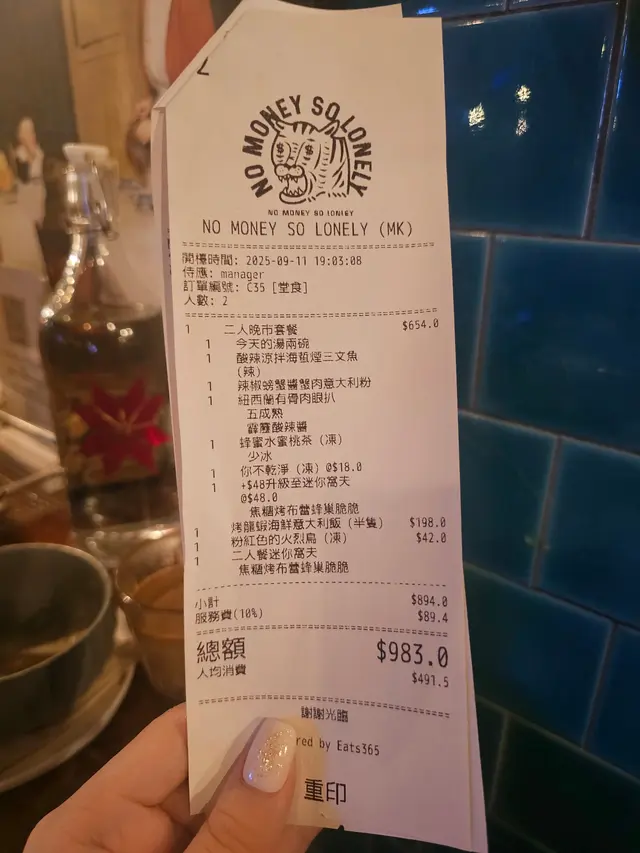 NO MONEY SO LONELY
NO MONEY SO LONELY
NO MONEY SO LONELY (MK)
開檯時間: 2025-09-11 19:03:08
侍應: manager
訂單編號: C35 [堂食]
人數: 2
1 二人晚市套餐 $654.0
1 今天的湯兩碗
1 酸辣涼拌海蜇煙三文魚
(辣)
1 辣椒螃蟹醬蟹肉意大利粉
1 紐西蘭有骨肉眼扒
五成熟
霹靂酸辣醬
1 蜂蜜水蜜桃茶 (凍)
少冰
1 你不乾淨 (凍) @$18.0
1 +$48升級至迷你窩夫
@$48.0
焦糖烤布蕾蜂巢脆脆
1 烤龍蝦海鮮意大利飯 (半隻) $198.0
1 粉紅色的火烈鳥 (凍) $42.0
1 二人餐迷你窩夫
焦糖烤布蕾蜂巢脆脆
小計 $894.0
服務費(10%) $89.4
總額 $983.0
人均消費 $491.5
謝謝光臨
red by Eats365
重印